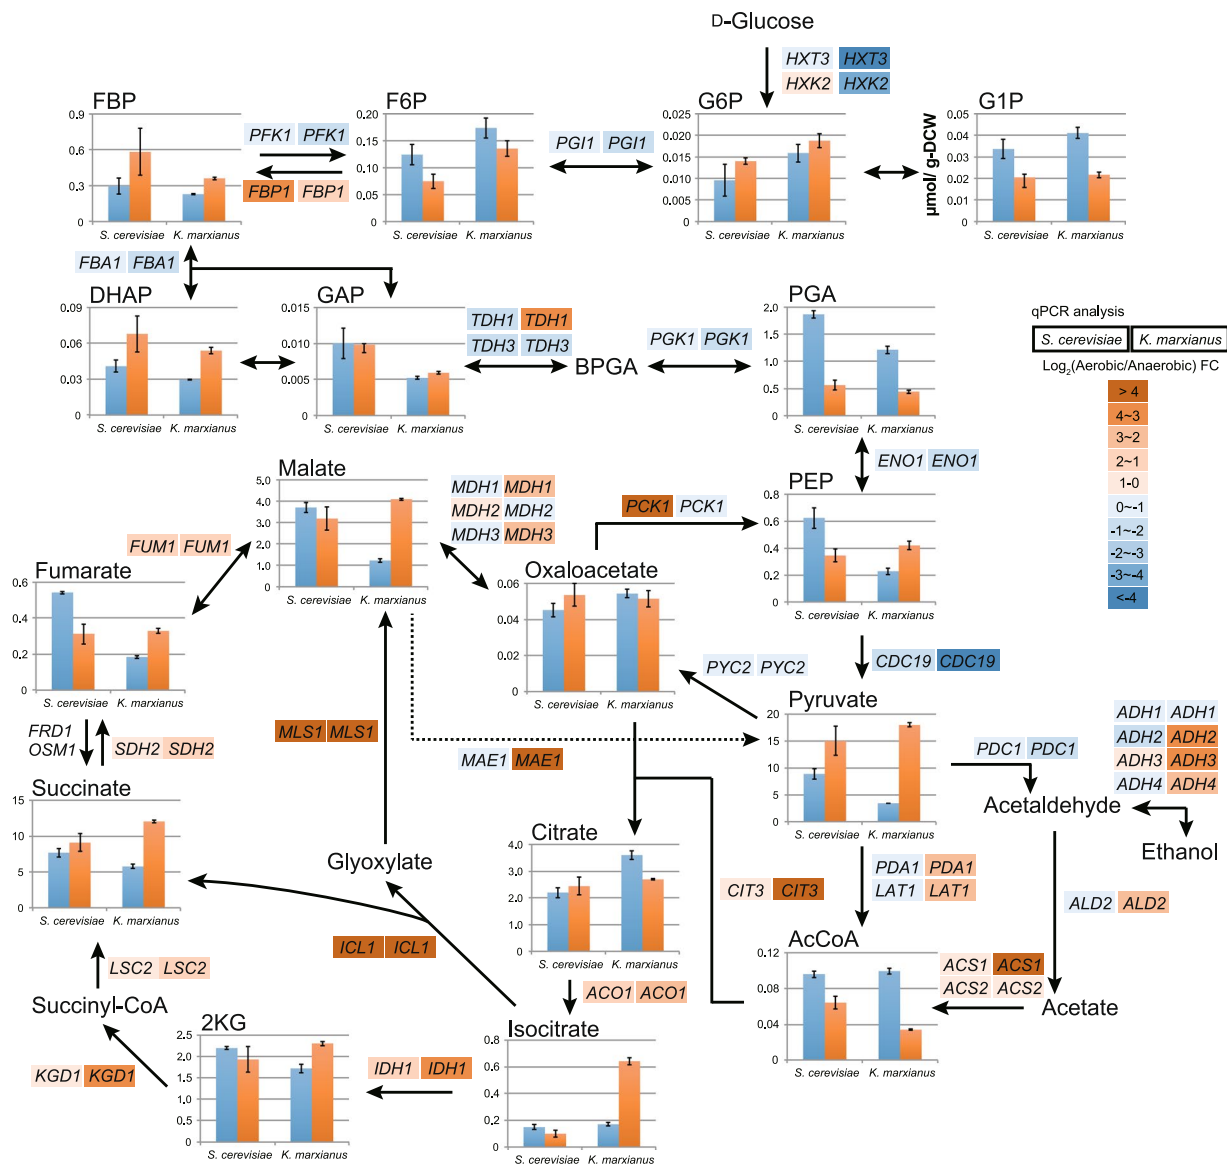 D-Glucose
HXT3 HXT3
HXK2 HXK2
FBP
0.9
0.6
0.3
0
S. cerevisiae K. marxianus
PFK1 PFK1
FBP1 FBP1
F6P
0.20
0.15
0.10
0.05
0
S. cerevisiae K. marxianus
PGI1 PGI1
G6P
0.025
0.020
0.015
0.010
0.005
0
S. cerevisiae K. marxianus
G1P
µmol/ g-DCW
0.05
0.04
0.03
0.02
0.01
0
S. cerevisiae K. marxianus
FBA1 FBA1
DHAP
0.09
0.06
0.03
0
S. cerevisiae K. marxianus
GAP
0.015
0.010
0.005
0
S. cerevisiae K. marxianus
TDH1 TDH1
TDH3 TDH3
BPGA
PGK1 PGK1
PGA
2.0
1.5
1.0
0.5
0
S. cerevisiae K. marxianus
qPCR analysis
S. cerevisiae K. marxianus
Log2(Aerobic/Anaerobic) FC
> 4
4~3
3~2
2~1
1-0
0~-1
-1~-2
-2~-3
-3~-4
<-4
ENO1 ENO1
Malate
5.0
4.0
3.0
2.0
1.0
0
S. cerevisiae K. marxianus
MDH1 MDH1
MDH2 MDH2
MDH3 MDH3
PCK1 PCK1
PEP
0.8
0.6
0.4
0.2
0
S. cerevisiae K. marxianus
FUM1 FUM1
Fumarate
0.6
0.4
0.2
0
S. cerevisiae K. marxianus
Oxaloacetate
0.06
0.04
0.02
0
S. cerevisiae K. marxianus
PYC2 PYC2
CDC19 CDC19
Pyruvate
20
15
10
5
0
S. cerevisiae K. marxianus
FRD1
OSM1
SDH2 SDH2
MLS1 MLS1
MAE1 MAE1
PDC1 PDC1
ADH1 ADH1
ADH2 ADH2
ADH3 ADH3
ADH4 ADH4
Acetaldehyde
Ethanol
Succinate
15
10
5
0
S. cerevisiae K. marxianus
Glyoxylate
Citrate
4.0
3.0
2.0
1.0
0
S. cerevisiae K. marxianus
CIT3 CIT3
PDA1 PDA1
LAT1 LAT1
ALD2 ALD2
ICL1 ICL1
LSC2 LSC2
ACO1 ACO1
AcCoA
0.12
0.08
0.04
0
S. cerevisiae K. marxianus
ACS1 ACS1
ACS2 ACS2
Acetate
Succinyl-CoA
KGD1 KGD1
2KG
2.5
2.0
1.5
1.0
0.5
0
S. cerevisiae K. marxianus
IDH1 IDH1
Isocitrate
0.8
0.6
0.4
0.2
0
S. cerevisiae K. marxianus